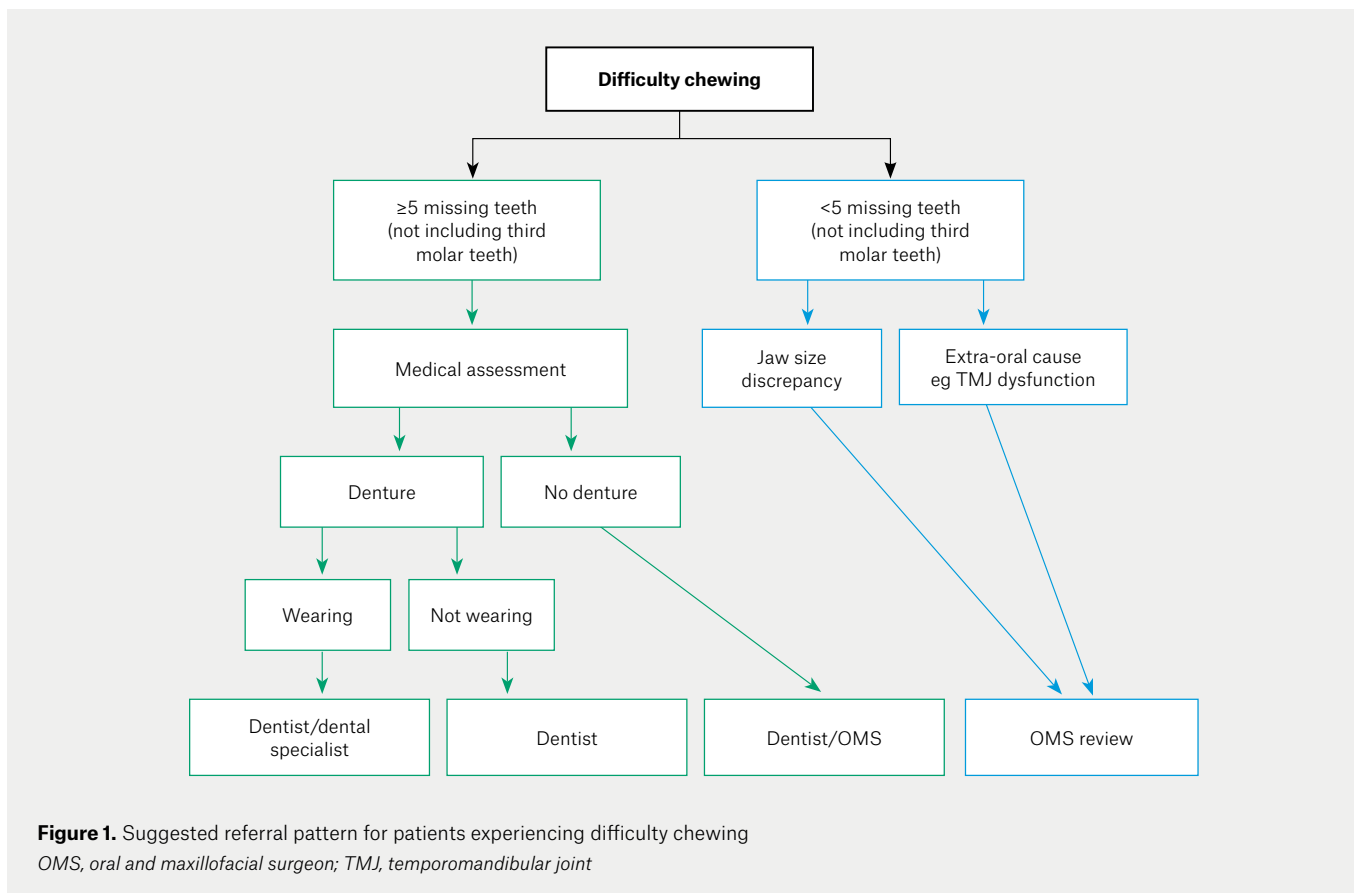 Difficulty chewing
≥5 missing teeth
(not including third
molar teeth)
<5 missing teeth
(not including third
molar teeth)
Medical assessment
Jaw size
discrepancy
Extra-oral cause
eg TMJ dysfunction
Denture
No denture
Wearing
Not wearing
Dentist/dental
specialist
Dentist
Dentist/OMS
OMS review
Figure 1. Suggested referral pattern for patients experiencing difficulty chewing
OMS, oral and maxillofacial surgeon; TMJ, temporomandibular joint